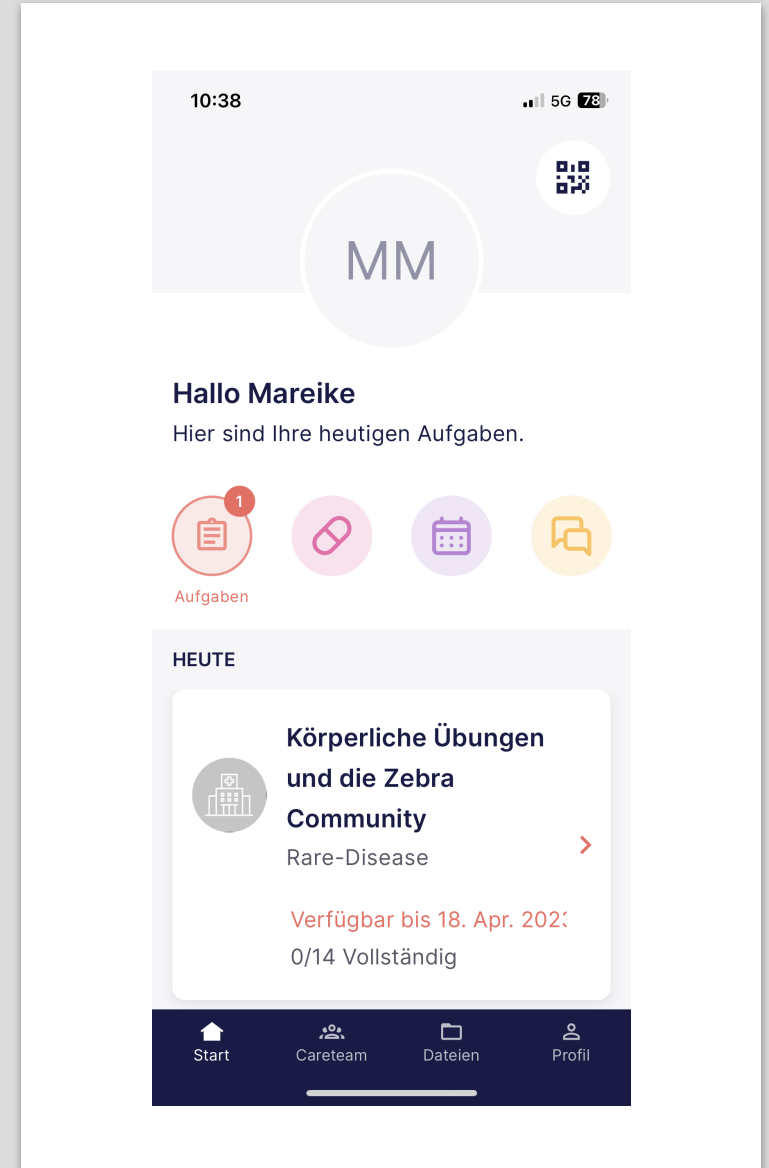 10:38
5G 78
MM
Hallo Mareike
Hier sind Ihre heutigen Aufgaben.
1
Aufgaben
HEUTE
Körperliche Übungen
und die Zebra
Community
Rare-Disease
Verfügbar bis 18. Apr. 202
0/14 Vollständig
Start Careteam Dateien Profil